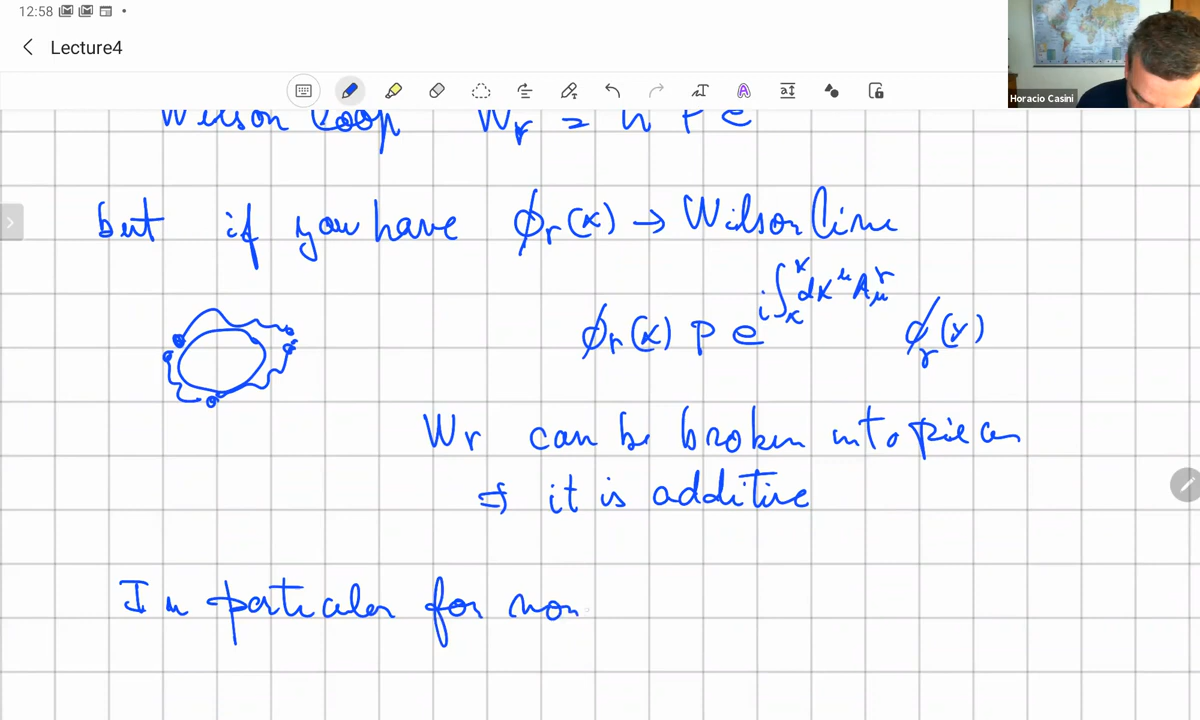 12:58
Lecture4
Horacio Casini
Wilson Loop W_r = tr P e
but if you have ϕ_r(x) → Wilson line
ϕ_r(x) P e^{i∫_x^x dx^μ A_μ^r} ϕ_r(y)
W_r can be broken into pieces
⇒ it is additive
In particular for non